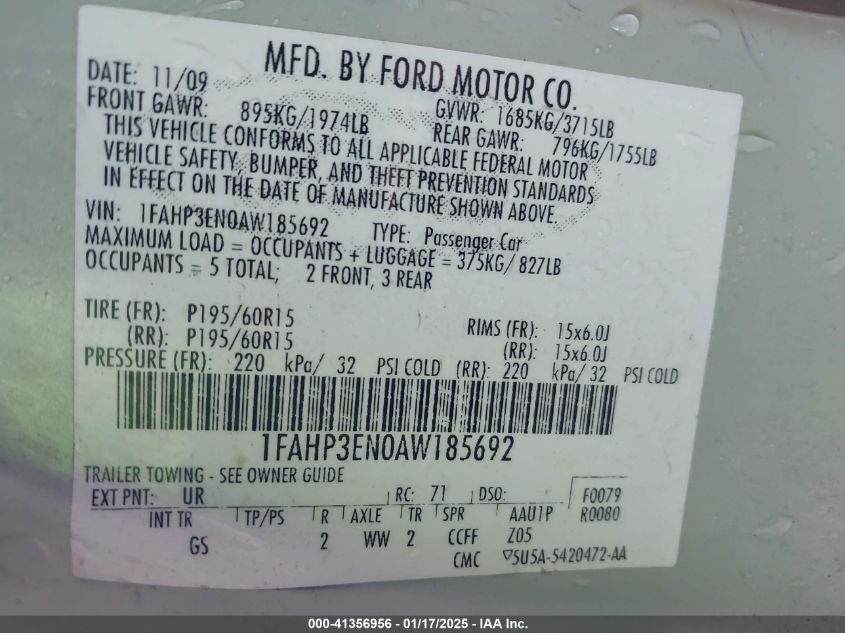 MFD. BY FORD MOTOR CO.
DATE: 11/09
GVWR: 1685KG/3715LB
FRONT GAWR: 895KG/1974LB
REAR GAWR: 796KG/1755LB
THIS VEHICLE CONFORMS TO ALL APPLICABLE FEDERAL MOTOR
VEHICLE SAFETY, BUMPER, AND THEFT PREVENTION STANDARDS
IN EFFECT ON THE DATE OF MANUFACTURE SHOWN ABOVE.
VIN: 1FAHP3EN0AW185692 TYPE: Passenger Car
MAXIMUM LOAD = OCCUPANTS + LUGGAGE = 375KG/ 827LB
OCCUPANTS = 5 TOTAL; 2 FRONT, 3 REAR
TIRE (FR): P195/60R15 RIMS (FR): 15x6.0J
(RR): P195/60R15 (RR): 15x6.0J
PRESSURE (FR): 220 kPa/ 32 PSI COLD (RR): 220 kPa/ 32 PSI COLD
1FAHP3EN0AW185692
TRAILER TOWING - SEE OWNER GUIDE
EXT PNT: UR RC: 71 DSO: F0079
INT TR TP/PS R AXLE TR SPR AAU1P R0080
GS 2 WW 2 CCFF Z05
CMC ▽5U5A-5420472-AA
000-41356956 - 01/17/2025 - IAA Inc.